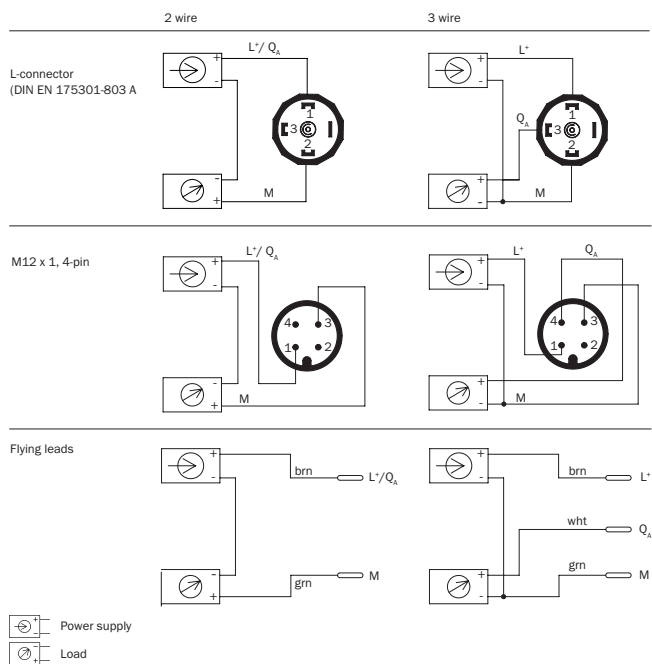 2 wire
3 wire
L-connector
(DIN EN 175301-803 A
+
-
L⁺/ Q_A
1
3
2
-
+
M
+
-
L⁺
Q_A
1
3
2
+
-
M
M12 x 1, 4-pin
+
-
L⁺/ Q_A
4 3
1 2
-
+
M
+
-
L⁺
Q_A
4 3
1 2
+
-
M
Flying leads
+
-
brn
L⁺/Q_A
-
+
grn
M
+
-
brn
L⁺
wht
Q_A
+
-
grn
M
+
-
Power supply
-
+
Load